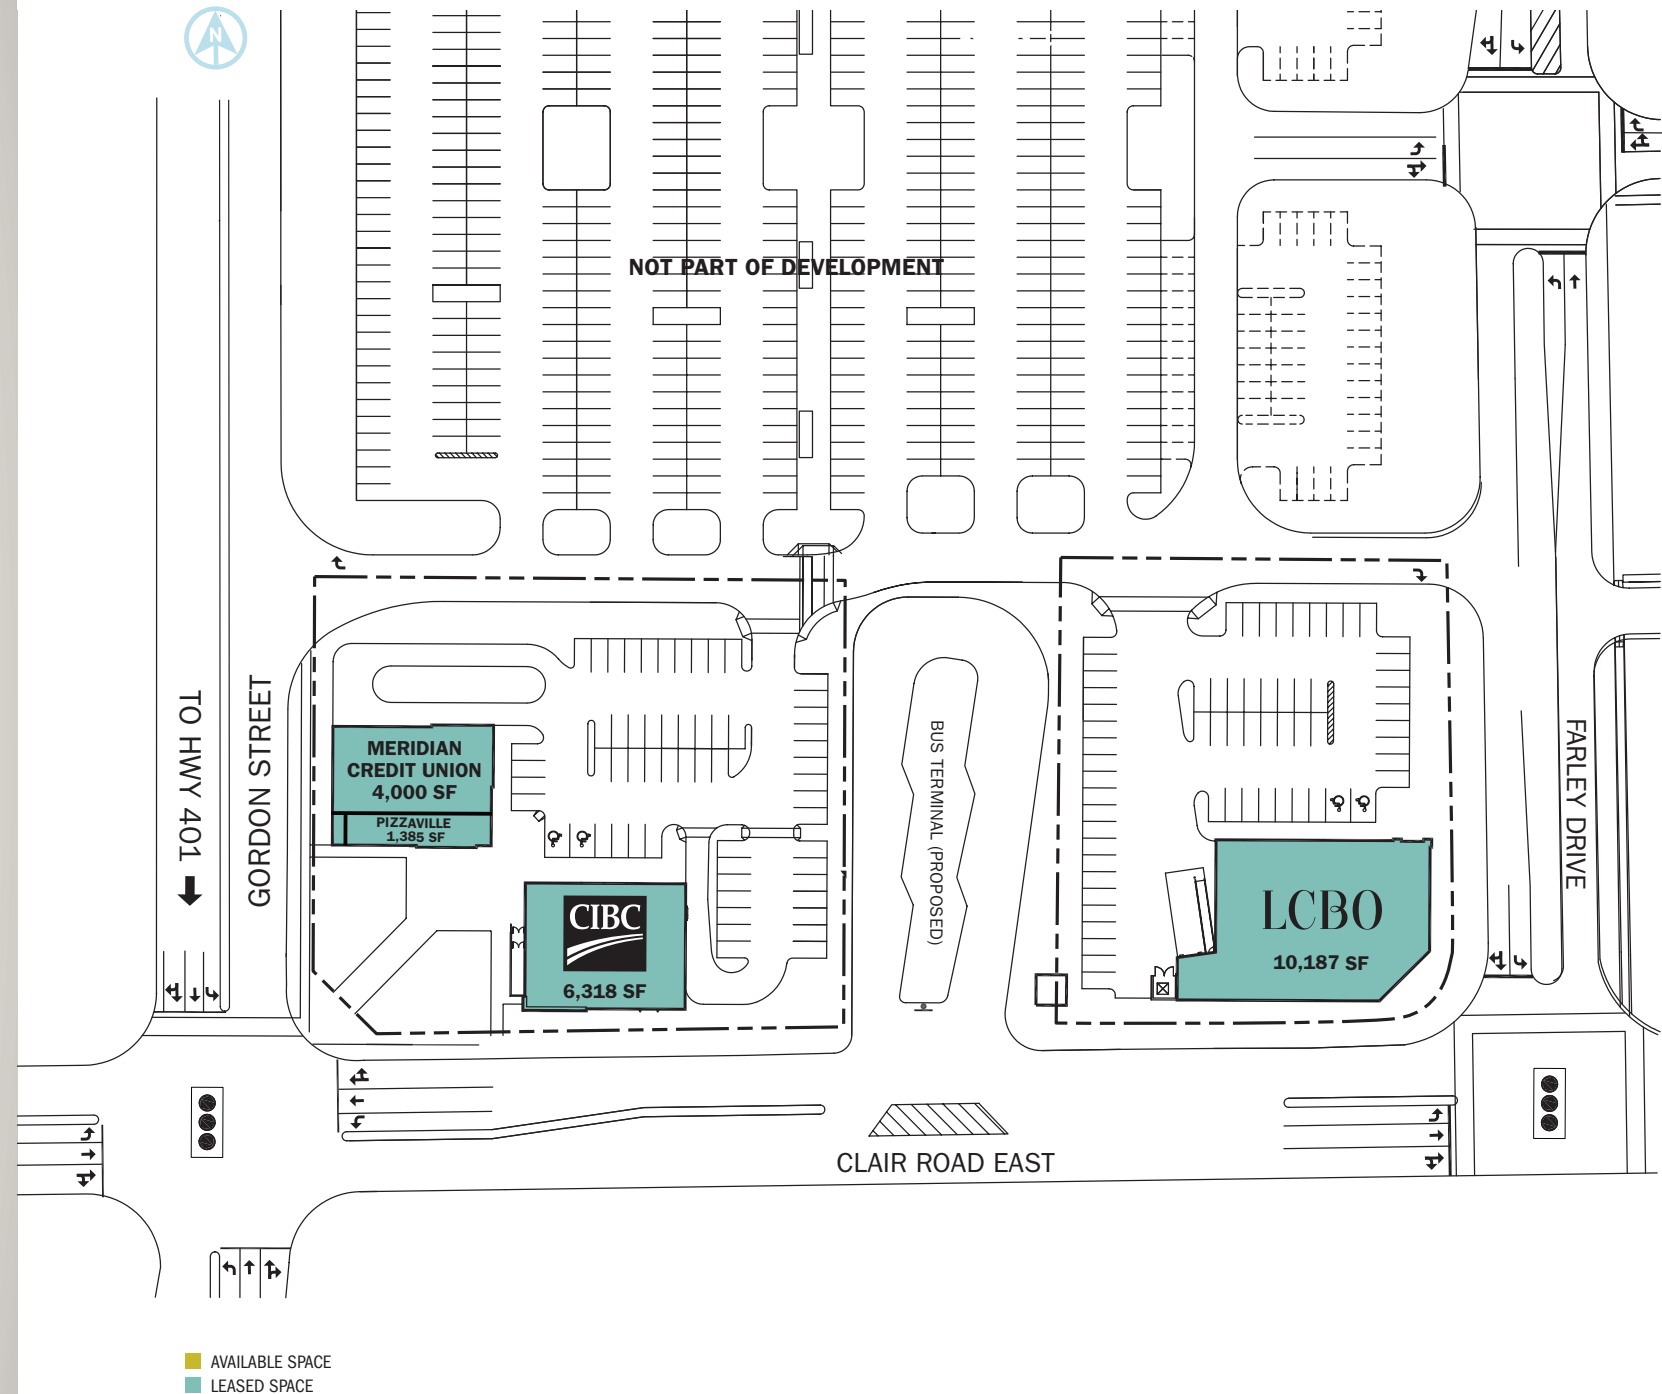 N
NOT PART OF DEVELOPMENT
TO HWY 401
GORDON STREET
MERIDIAN
CREDIT UNION
4,000 SF
PIZZAVILLE
1,385 SF
CIBC
6,318 SF
BUS TERMINAL (PROPOSED)
LCBO
10,187 SF
FARLEY DRIVE
CLAIR ROAD EAST
AVAILABLE SPACE
LEASED SPACE